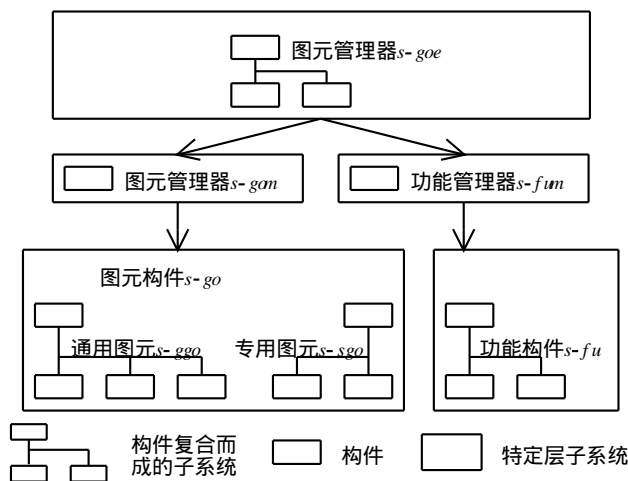 图元管理器s-goe
图元管理器s-gom
功能管理器s-fum
图元构件s-go
通用图元s-ggo
专用图元s-sgo
功能构件s-fu
构件复合而
成的子系统
构件
特定层子系统